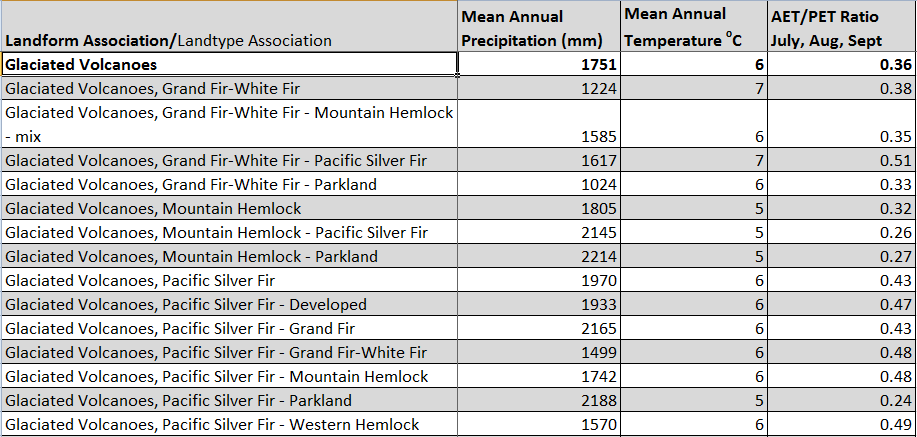 Landform Association/Landtype Association Mean Annual Precipitation (mm) Mean Annual Temperature °C AET/PET Ratio July, Aug, Sept
Glaciated Volcanoes 1751 6 0.36
Glaciated Volcanoes, Grand Fir-White Fir 1224 7 0.38
Glaciated Volcanoes, Grand Fir-White Fir - Mountain Hemlock
- mix 1585 6 0.35
Glaciated Volcanoes, Grand Fir-White Fir - Pacific Silver Fir 1617 7 0.51
Glaciated Volcanoes, Grand Fir-White Fir - Parkland 1024 6 0.33
Glaciated Volcanoes, Mountain Hemlock 1805 5 0.32
Glaciated Volcanoes, Mountain Hemlock - Pacific Silver Fir 2145 5 0.26
Glaciated Volcanoes, Mountain Hemlock - Parkland 2214 5 0.27
Glaciated Volcanoes, Pacific Silver Fir 1970 6 0.43
Glaciated Volcanoes, Pacific Silver Fir - Developed 1933 6 0.47
Glaciated Volcanoes, Pacific Silver Fir - Grand Fir 2165 6 0.43
Glaciated Volcanoes, Pacific Silver Fir - Grand Fir-White Fir 1499 6 0.48
Glaciated Volcanoes, Pacific Silver Fir - Mountain Hemlock 1742 6 0.48
Glaciated Volcanoes, Pacific Silver Fir - Parkland 2188 5 0.24
Glaciated Volcanoes, Pacific Silver Fir - Western Hemlock 1570 6 0.49